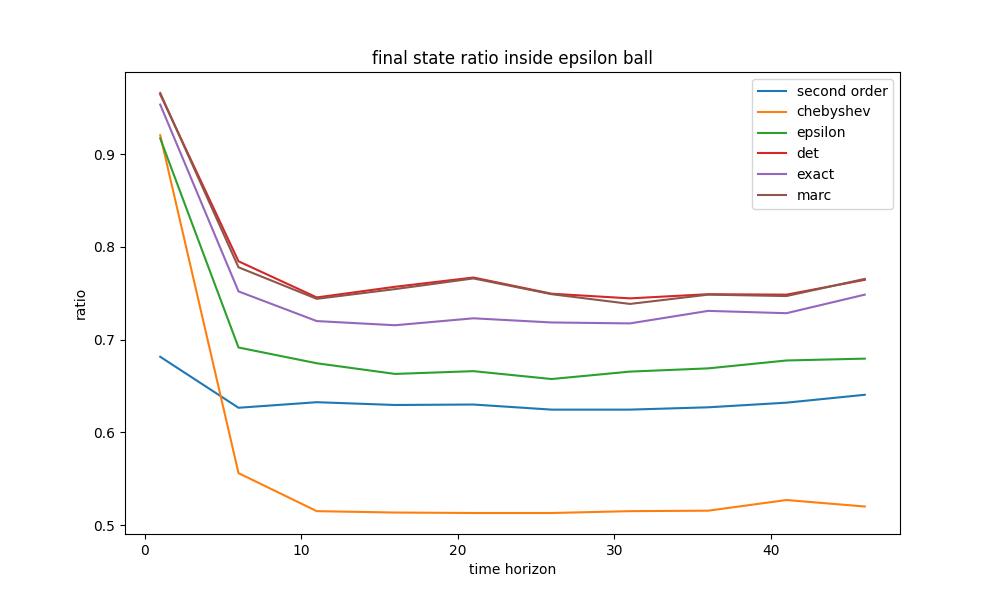 final state ratio inside epsilon ball
second order
chebyshev
epsilon
det
exact
marc
ratio
0.9
0.8
0.7
0.6
0.5
0 10 20 30 40
time horizon